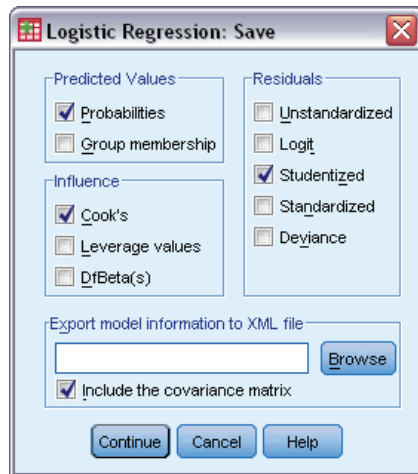 Logistic Regression: Save
Predicted Values
Probabilities
Group membership
Influence
Cook's
Leverage values
DfBeta(s)
Residuals
Unstandardized
Logit
Studentized
Standardized
Deviance
Export model information to XML file
Browse
Include the covariance matrix
Continue
Cancel
Help